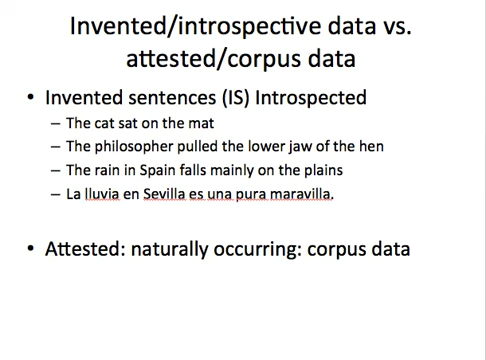 Invented/introspective data vs.
attested/corpus data
• Invented sentences (IS) Introspected
– The cat sat on the mat
– The philosopher pulled the lower jaw of the hen
– The rain in Spain falls mainly on the plains
– La lluvia en Sevilla es una pura maravilla.
• Attested: naturally occurring: corpus data